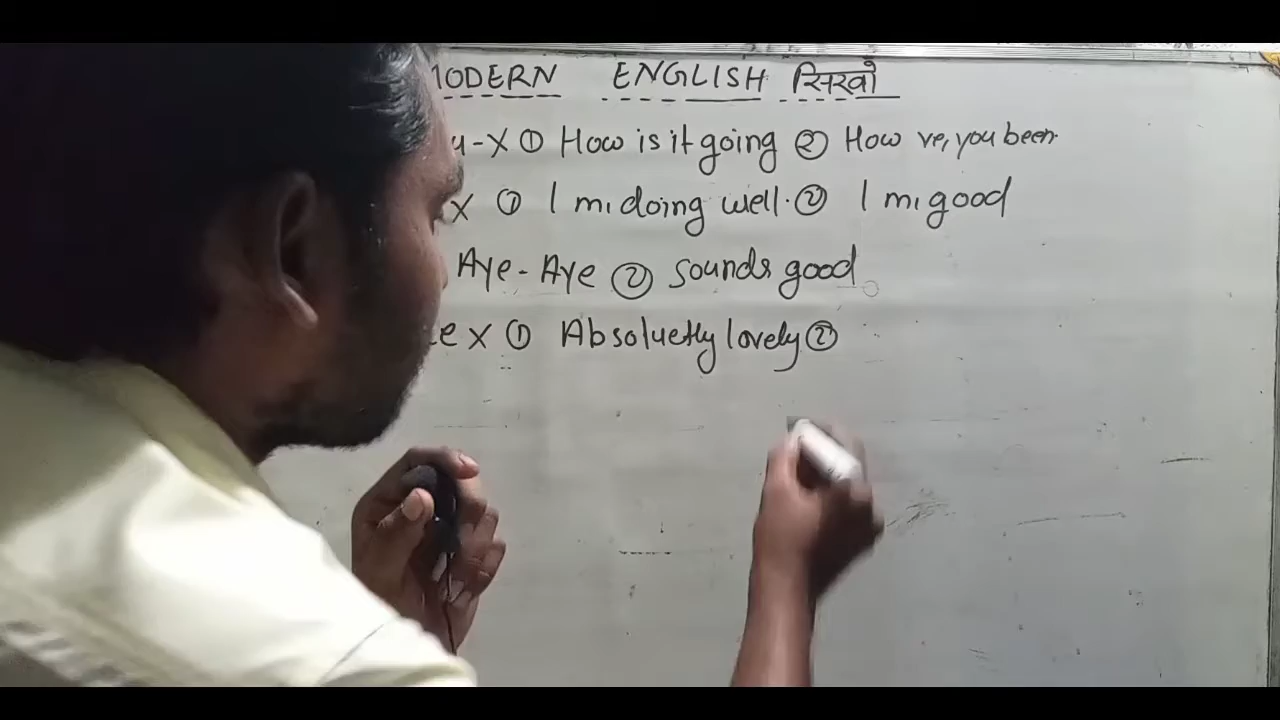 MODERN ENGLISH सिखो
u-X ① How is it going ② How ve, you been.
X ① I m, doing well. ② I m, good
Aye-Aye ② sounds good
e X ① Absoluetly lovely ②